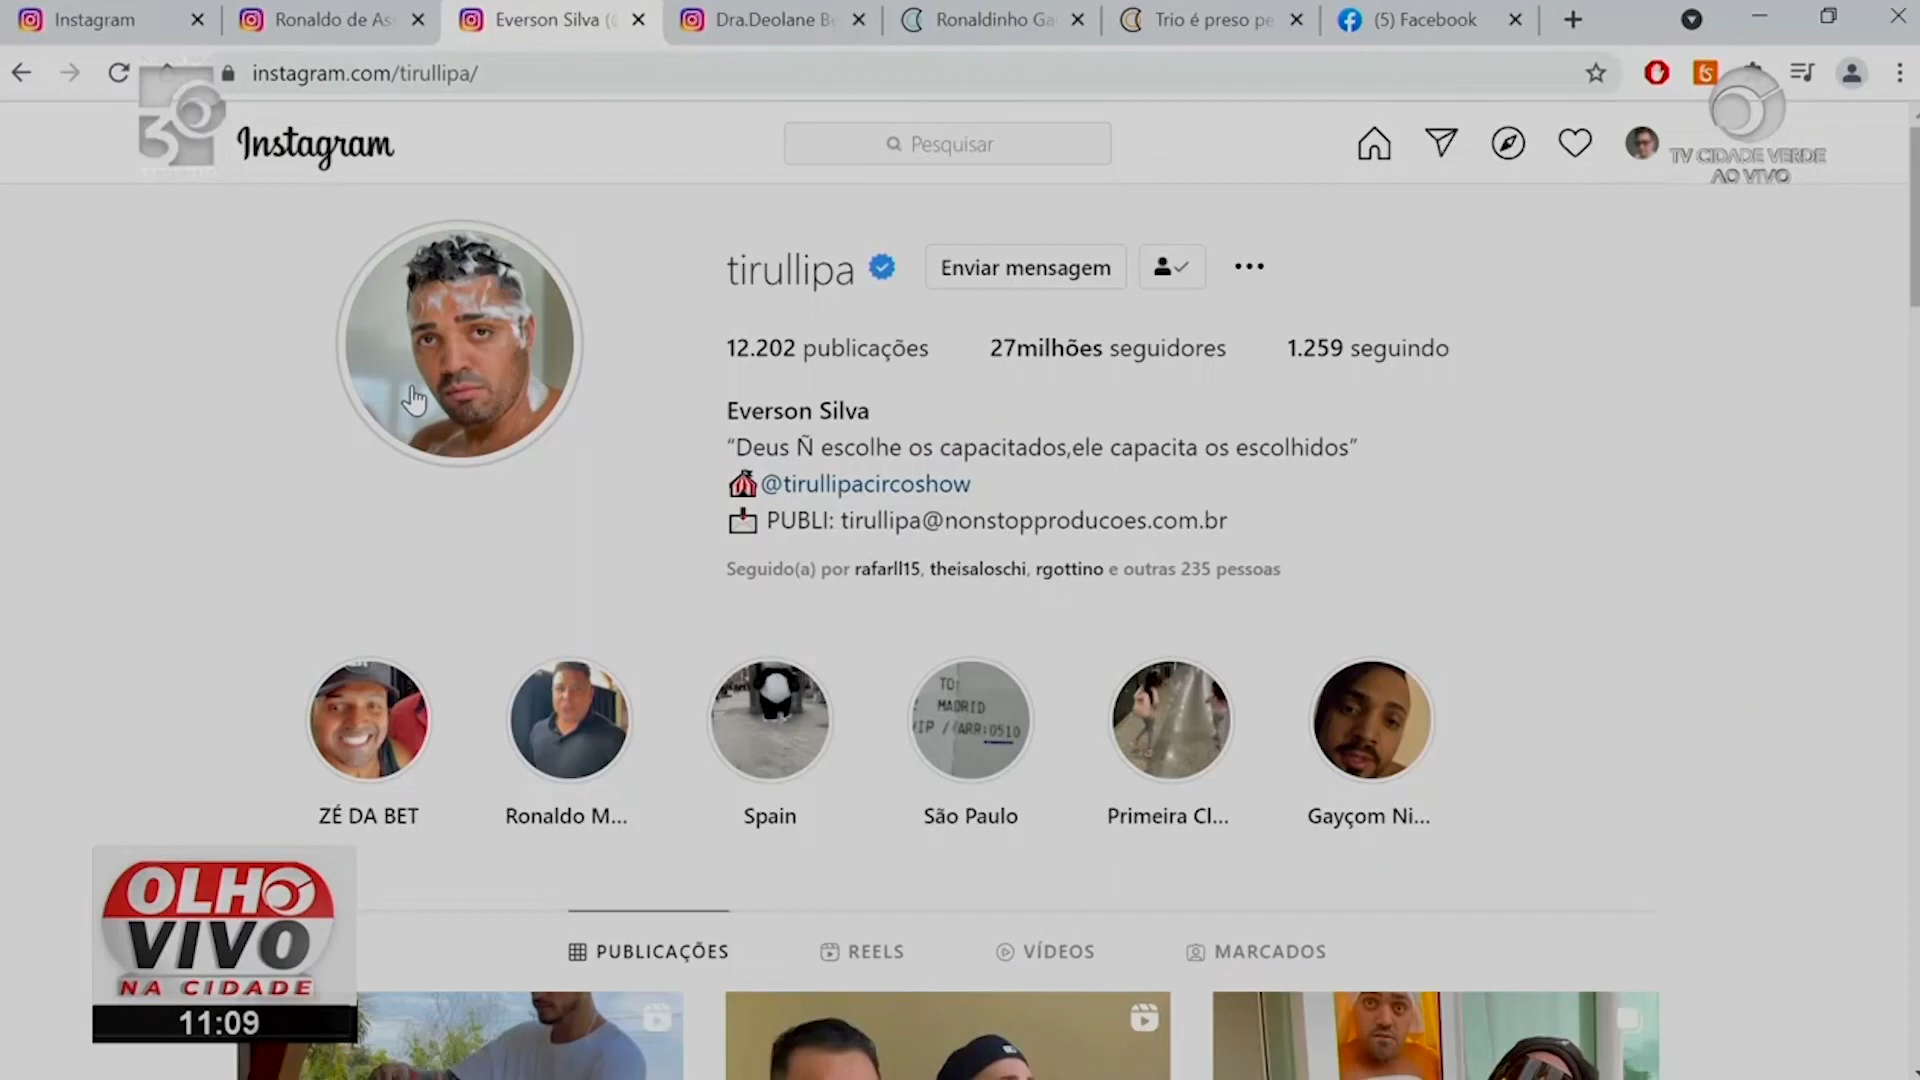 Instagram
Ronaldo de As
Everson Silva (
Dra.Deolane Be
Ronaldinho Ga
Trio é preso pe
(5) Facebook
instagram.com/tirullipa/
30
Instagram
Pesquisar
TV CIDADE VERDE
AO VIVO
tirullipa
Enviar mensagem
12.202 publicações
27milhões seguidores
1.259 seguindo
Everson Silva
“Deus Ñ escolhe os capacitados,ele capacita os escolhidos”
@tirullipacircoshow
PUBLI: tirullipa@nonstopproducoes.com.br
Seguido(a) por rafarll15, theisaloschi, rgottino e outras 235 pessoas
TO:
MADRID
VIP / (ARR:0510
ZÉ DA BET
Ronaldo M...
Spain
São Paulo
Primeira Cl...
Gayçom Ni...
PUBLICAÇÕES
REELS
VÍDEOS
MARCADOS
OLHO
VIVO
NA CIDADE
11:09